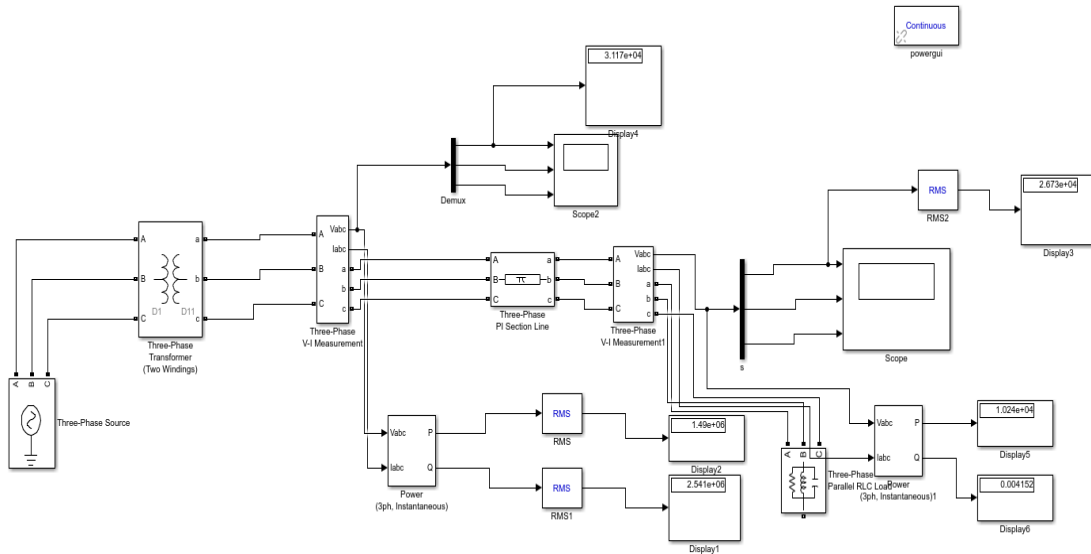 Continuous
powergui
3.117e+04
Display4
Demux
Scope2
RMS
RMS2
2.673e+04
Display3
A
B
C
a
b
c
D1
D11
Three-Phase
Transformer
(Two Windings)
A
B
C
Vabc
Iabc
a
b
c
Three-Phase
V-I Measurement
A
B
C
a
b
c
π
Three-Phase
PI Section Line
A
B
C
Vabc
Iabc
a
b
c
Three-Phase
V-I Measurement1
s
Scope
A
B
C
Three-Phase Source
Vabc
Iabc
P
Q
Power
(3ph, Instantaneous)
RMS
RMS
1.49e+06
Display2
RMS
RMS1
2.541e+06
Display1
A
B
C
Three-Phase
Parallel RLC Load
Vabc
Iabc
P
Q
Power
(3ph, Instantaneous)1
1.024e+04
Display5
0.004152
Display6